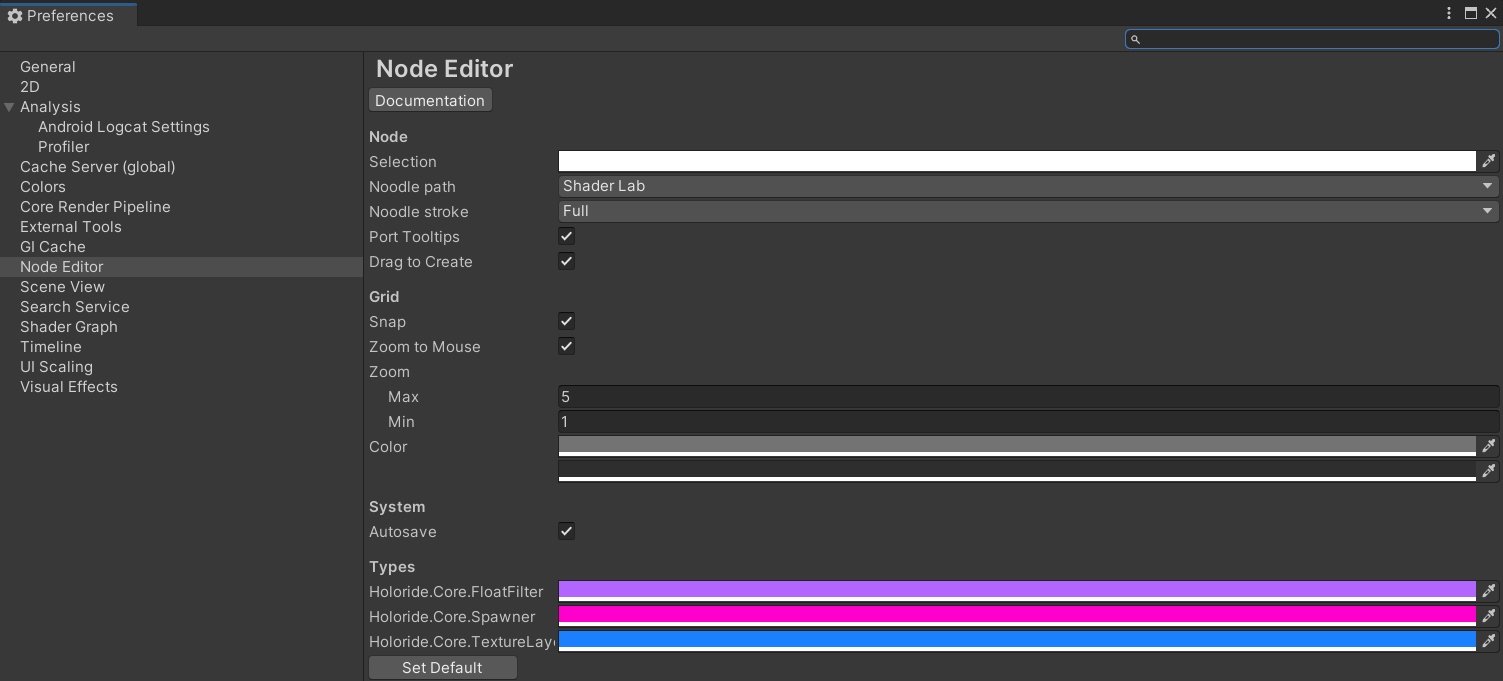 Preferences
General
2D
Analysis
Android Logcat Settings
Profiler
Cache Server (global)
Colors
Core Render Pipeline
External Tools
GI Cache
Node Editor
Scene View
Search Service
Shader Graph
Timeline
UI Scaling
Visual Effects
Node Editor
Documentation
Node
Selection
Noodle path Shader Lab
Noodle stroke Full
Port Tooltips
Drag to Create
Grid
Snap
Zoom to Mouse
Zoom
Max 5
Min 1
Color
System
Autosave
Types
Holoride.Core.FloatFilter
Holoride.Core.Spawner
Holoride.Core.TextureLay
Set Default